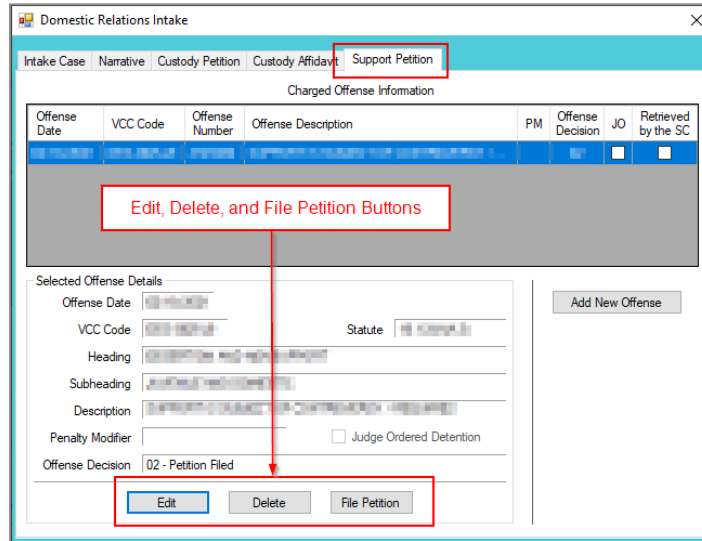 Domestic Relations Intake
Intake Case Narrative Custody Petition Custody Affidavit Support Petition
Charged Offense Information
Offense Date VCC Code Offense Number Offense Description PM Offense Decision JO Retrieved by the SC
Edit, Delete, and File Petition Buttons
Selected Offense Details
Offense Date
Add New Offense
VCC Code Statute
Heading
Subheading
Description
Penalty Modifier Judge Ordered Detention
Offense Decision 02 - Petition Filed
Edit Delete File Petition